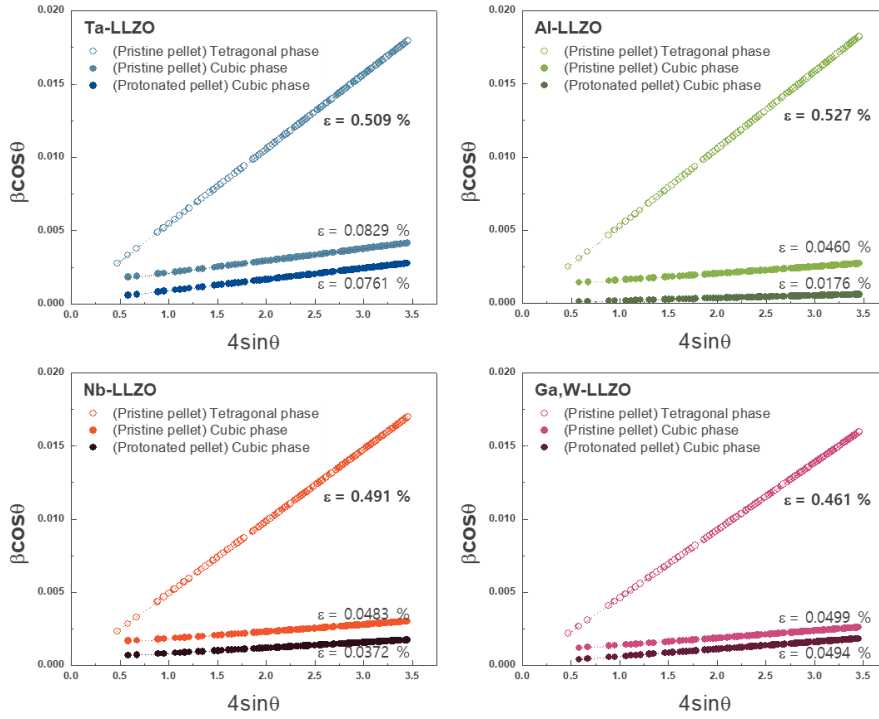 Ta-LLZO
(Pristine pellet) Tetragonal phase
(Pristine pellet) Cubic phase
(Protonated pellet) Cubic phase
ε = 0.509 %
ε = 0.0829 %
ε = 0.0761 %
0.020
0.015
0.010
0.005
0.000
βcosθ
0.0
0.5
1.0
1.5
2.0
2.5
3.0
3.5
4sinθ
Al-LLZO
(Pristine pellet) Tetragonal phase
(Pristine pellet) Cubic phase
(Protonated pellet) Cubic phase
ε = 0.527 %
ε = 0.0460 %
ε = 0.0176 %
0.020
0.015
0.010
0.005
0.000
βcosθ
0.0
0.5
1.0
1.5
2.0
2.5
3.0
3.5
4sinθ
Nb-LLZO
(Pristine pellet) Tetragonal phase
(Pristine pellet) Cubic phase
(Protonated pellet) Cubic phase
ε = 0.491 %
ε = 0.0483 %
ε = 0.0372 %
0.020
0.015
0.010
0.005
0.000
βcosθ
0.0
0.5
1.0
1.5
2.0
2.5
3.0
3.5
4sinθ
Ga,W-LLZO
(Pristine pellet) Tetragonal phase
(Pristine pellet) Cubic phase
(Protonated pellet) Cubic phase
ε = 0.461 %
ε = 0.0499 %
ε = 0.0494 %
0.020
0.015
0.010
0.005
0.000
βcosθ
0.0
0.5
1.0
1.5
2.0
2.5
3.0
3.5
4sinθ